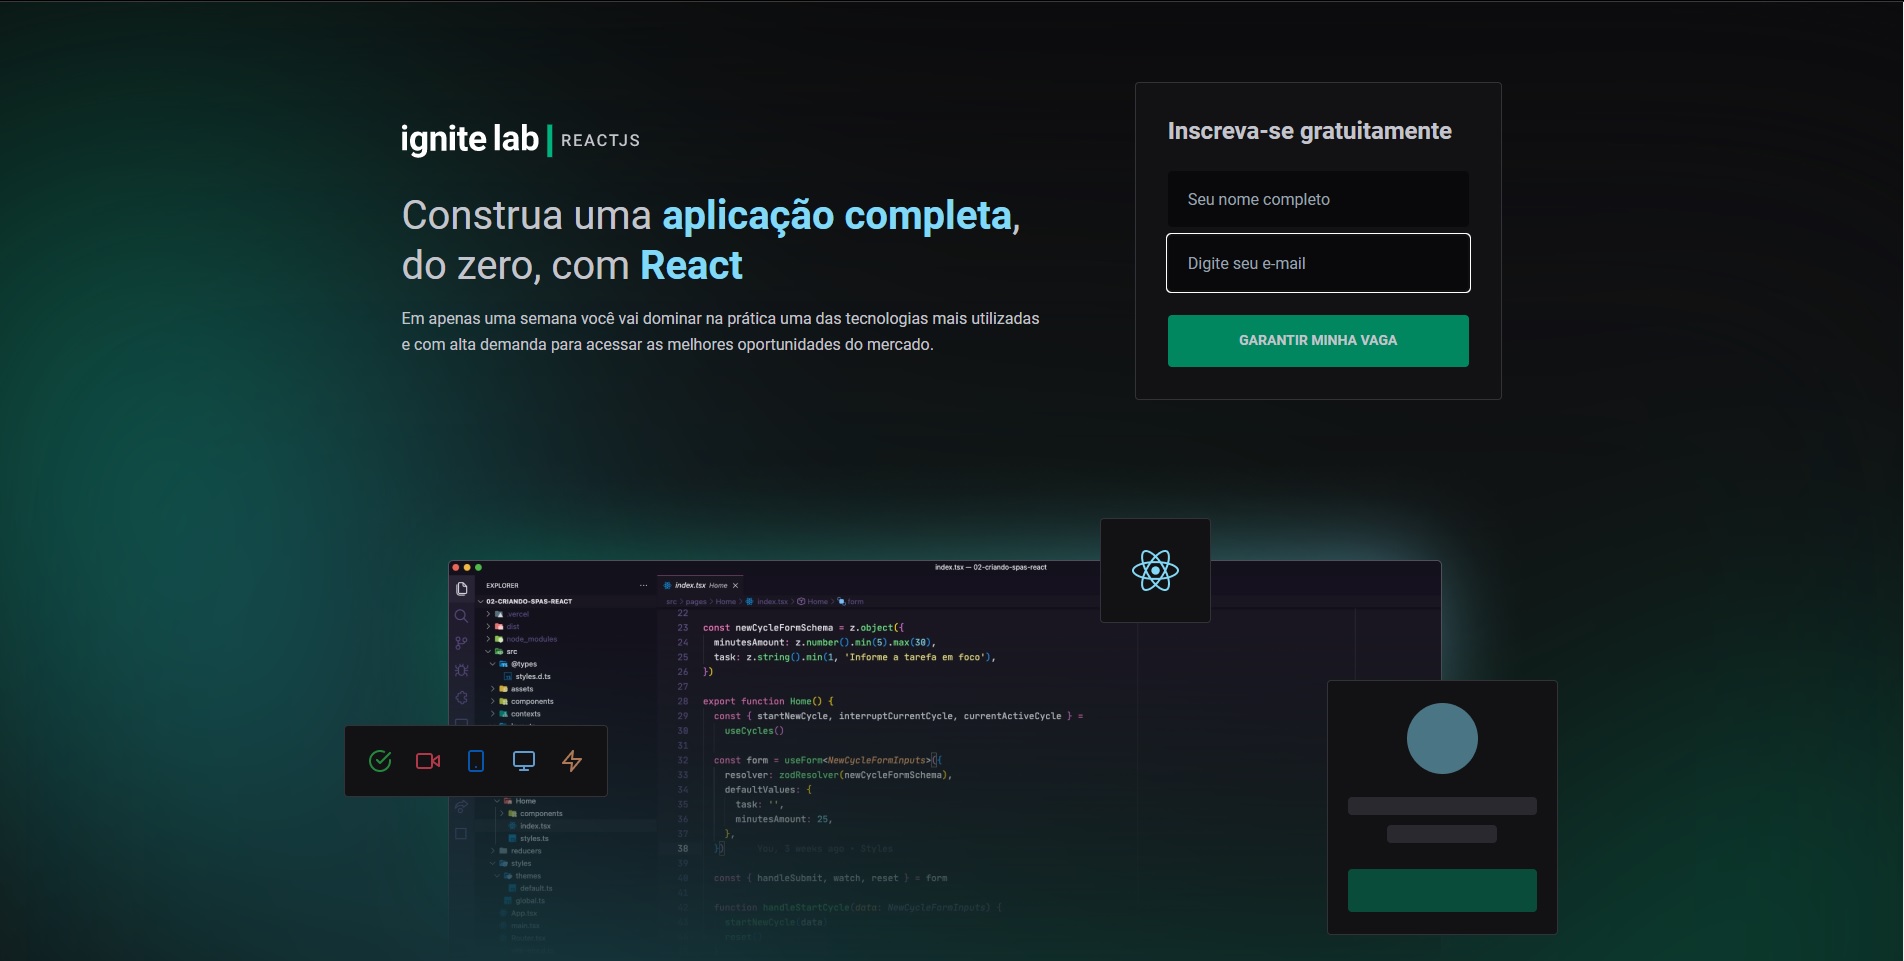 ignite lab | REACTJS
Construa uma aplicação completa,
do zero, com React
Em apenas uma semana você vai dominar na prática uma das tecnologias mais utilizadas
e com alta demanda para acessar as melhores oportunidades do mercado.
Inscreva-se gratuitamente
Seu nome completo
Digite seu e-mail
GARANTIR MINHA VAGA
index.tsx — 02-criando-spas-react
EXPLORER
02-CRIANDO-SPAS-REACT
.vercel
dist
node_modules
src
@types
styles.d.ts
assets
components
contexts
Home
components
index.tsx
styles.ts
reducers
styles
themes
default.ts
global.ts
App.tsx
main.tsx
index.tsx Home
src > pages > Home > index.tsx > Home > form
22
23 const newCycleFormSchema = z.object({
24 minutesAmount: z.number().min(5).max(30),
25 task: z.string().min(1, 'Informe a tarefa em foco'),
26 })
27
28 export function Home() {
29 const { startNewCycle, interruptCurrentCycle, currentActiveCycle } =
30 useCycles()
31
32 const form = useForm<NewCycleFormInputs>({
33 resolver: zodResolver(newCycleFormSchema),
34 defaultValues: {
35 task: '',
36 minutesAmount: 25,
37 },
38 }) You, 3 weeks ago • Styles
39
40 const { handleSubmit, watch, reset } = form
41
42 function handleStartCycle(data: NewCycleFormInputs) {
startNewCycle(data)
reset()